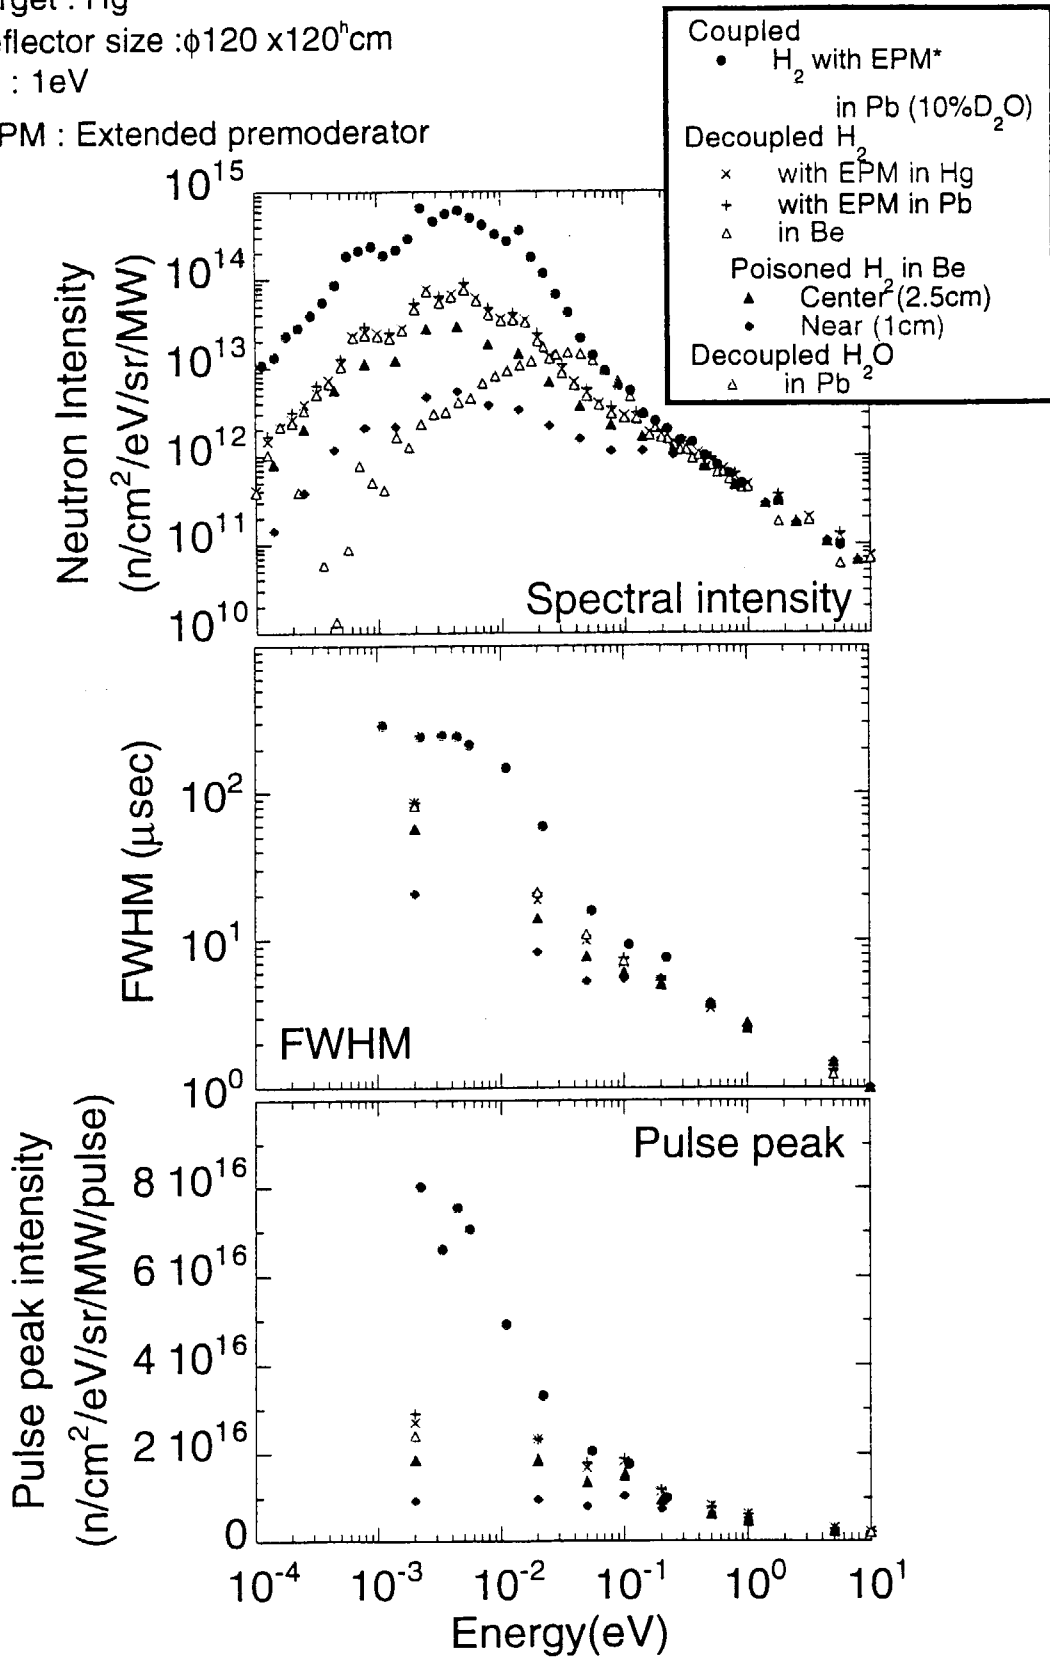 : Hg
reflector size :φ120 x120ʰcm
: 1eV
PM : Extended premoderator
Coupled
● H₂ with EPM*
in Pb (10%D₂O)
Decoupled H₂
× with EPM in Hg
+ with EPM in Pb
△ in Be
Poisoned H₂ in Be
▲ Center (2.5cm)
◆ Near (1cm)
Decoupled H₂O
△ in Pb
Neutron Intensity
(n/cm²/eV/sr/MW)
10¹⁵
10¹⁴
10¹³
10¹²
10¹¹
10¹⁰
Spectral intensity
FWHM (μsec)
10²
10¹
10⁰
FWHM
Pulse peak intensity
(n/cm²/eV/sr/MW/pulse)
8 10¹⁶
6 10¹⁶
4 10¹⁶
2 10¹⁶
0
Pulse peak
10⁻⁴ 10⁻³ 10⁻² 10⁻¹ 10⁰ 10¹
Energy(eV)